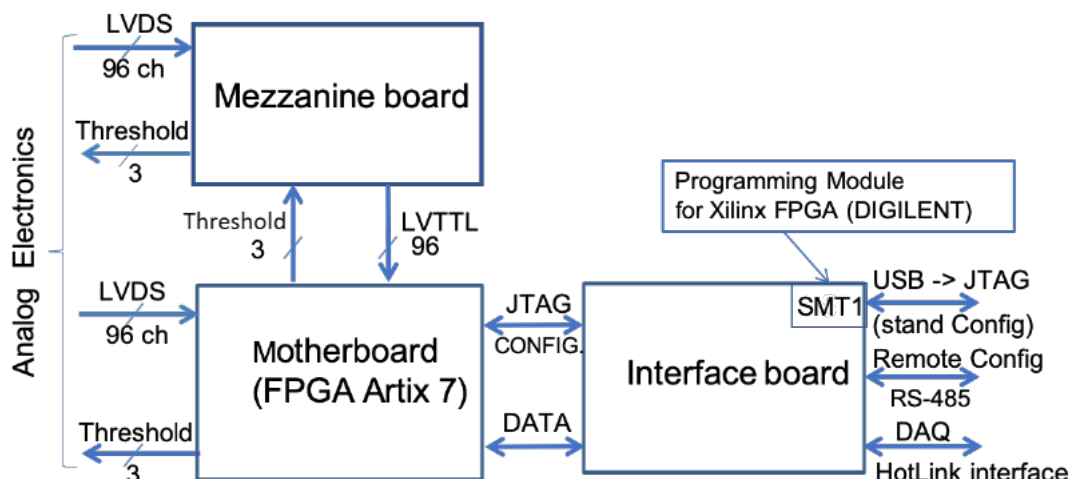 LVDS
96 ch
Mezzanine board
Threshold
3
Analog Electronics
Programming Module
for Xilinx FPGA (DIGILENT)
Threshold
3
LVTTL
96
LVDS
96 ch
Motherboard
(FPGA Artix 7)
Threshold
3
JTAG
CONFIG.
DATA
Interface board
SMT1
USB -> JTAG
(stand Config)
Remote Config
RS-485
DAQ
HotLink interface